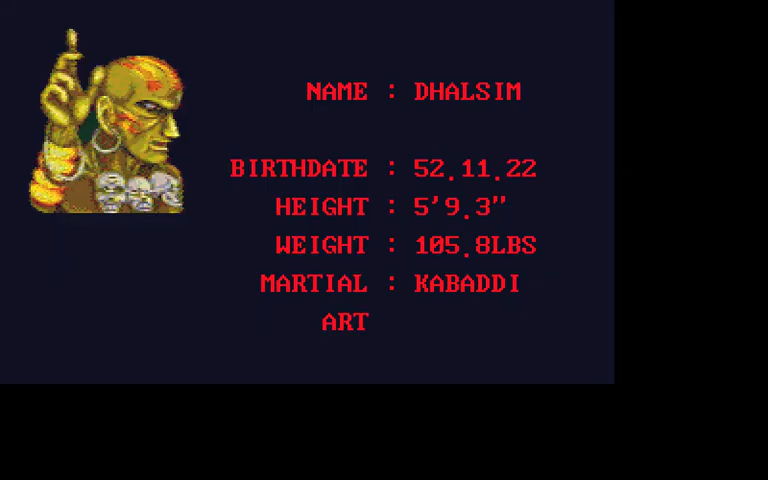 NAME : DHALSIM
BIRTHDATE : 52.11.22
HEIGHT : 5'9.3"
WEIGHT : 105.8LBS
MARTIAL : KABADDI
ART